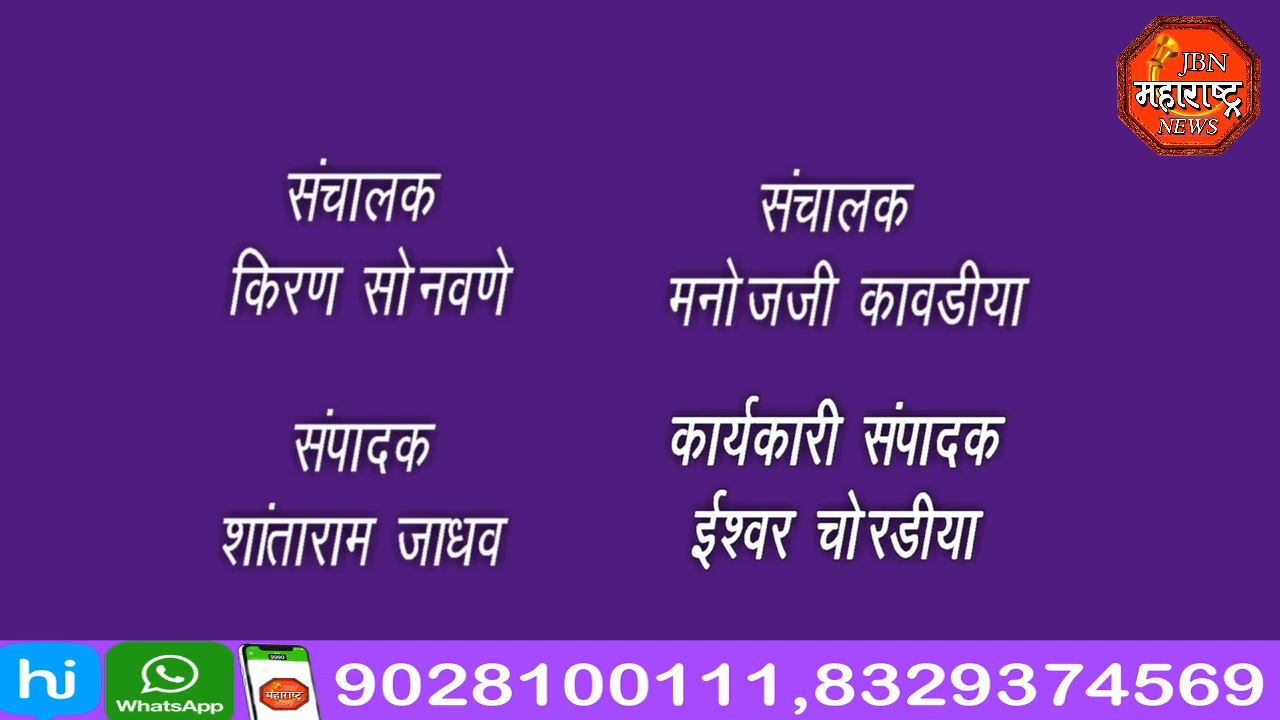 JBN
महाराष्ट्र
NEWS
संचालक
किरण सोनवणे
संचालक
मनोजजी कावडीया
संपादक
शांताराम जाधव
कार्यकारी संपादक
ईश्वर चोरडीया
hi
WhatsApp
महाराष्ट्र
9028100111,8329374569